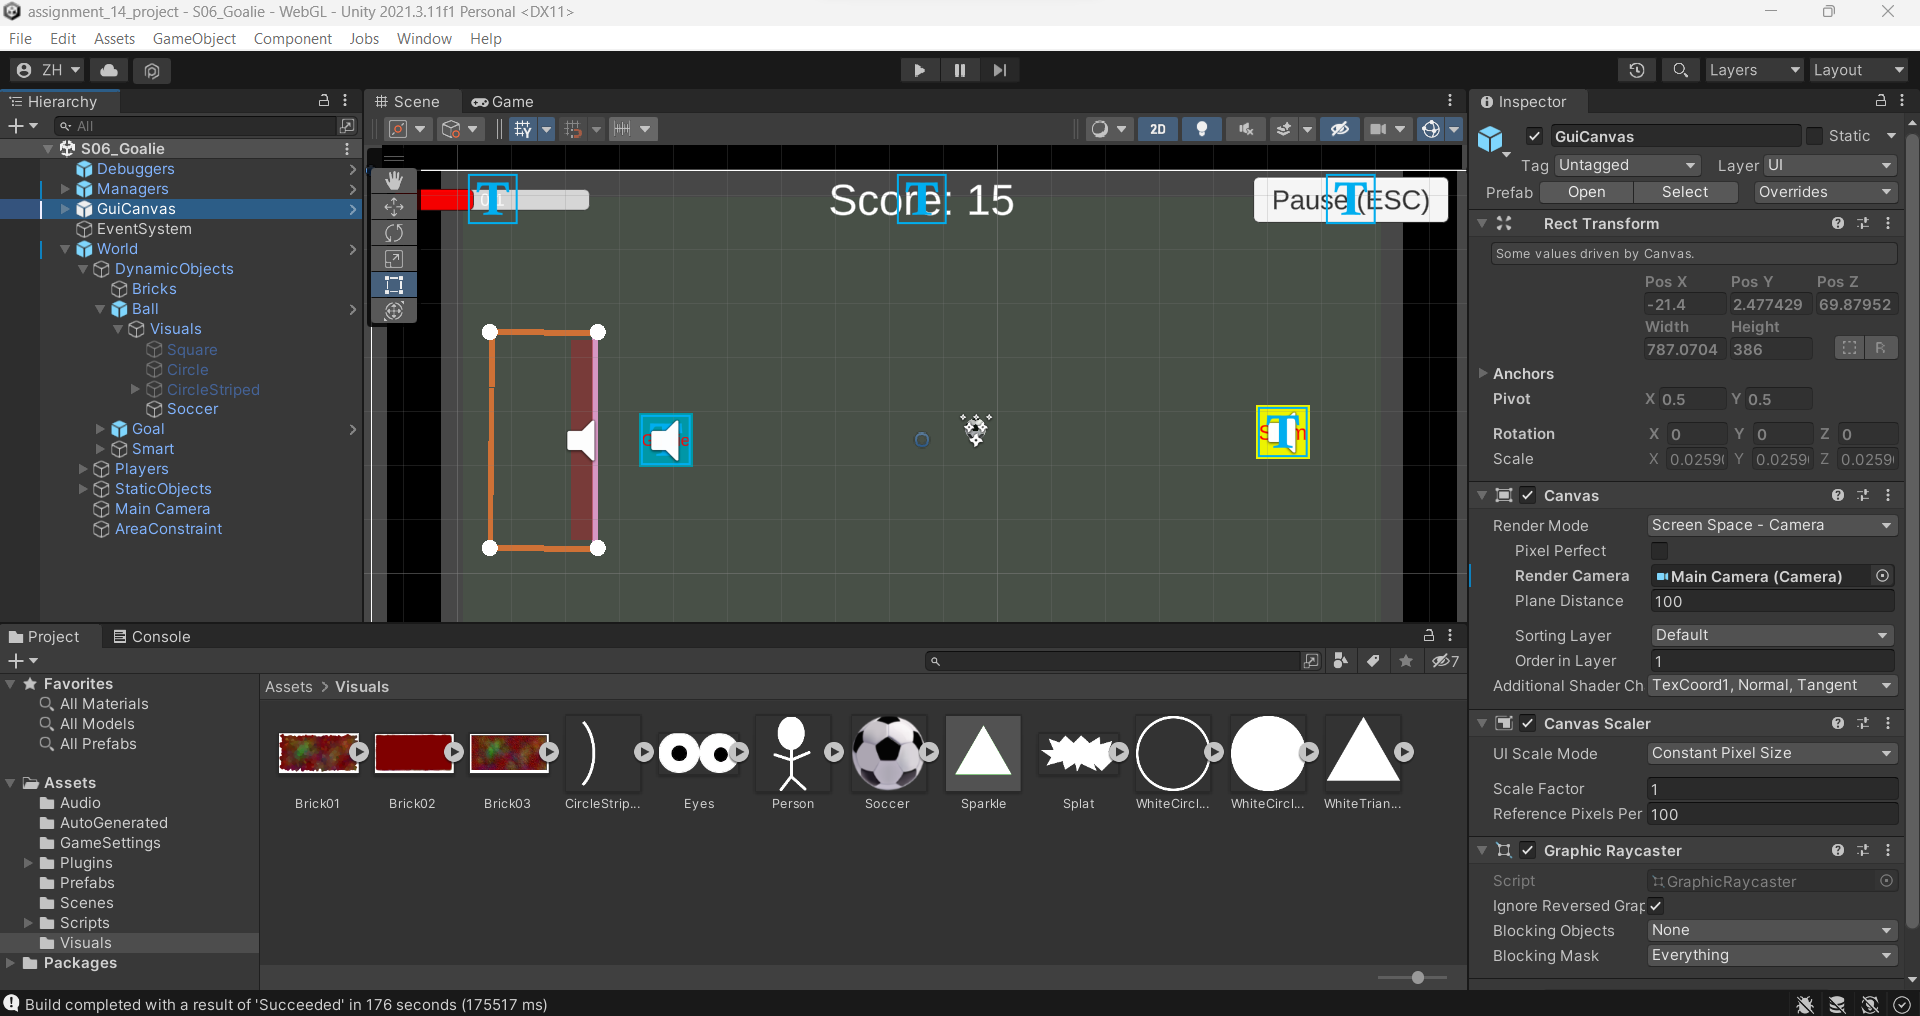 assignment_14_project - S06_Goalie - WebGL - Unity 2021.3.11f1 Personal <DX11>
File Edit Assets GameObject Component Jobs Window Help
ZH Layers Layout
Hierarchy
All
S06_Goalie
Debuggers
Managers
GuiCanvas
EventSystem
World
DynamicObjects
Bricks
Ball
Visuals
Square
Circle
CircleStriped
Soccer
Goal
Smart
Players
StaticObjects
Main Camera
AreaConstraint
Scene Game
2D
Score: 15
Pause (ESC)
Inspector
GuiCanvas Static
Tag Untagged Layer UI
Prefab Open Select Overrides
Rect Transform
Some values driven by Canvas.
Pos X Pos Y Pos Z
-21.4 2.477429 69.87952
Width Height
787.0704 386 R
Anchors
Pivot X 0.5 Y 0.5
Rotation X 0 Y 0 Z 0
Scale X 0.0259 Y 0.0259 Z 0.0259
Canvas
Render Mode Screen Space - Camera
Pixel Perfect
Render Camera Main Camera (Camera)
Plane Distance 100
Sorting Layer Default
Order in Layer 1
Additional Shader Ch TexCoord1, Normal, Tangent
Canvas Scaler
UI Scale Mode Constant Pixel Size
Scale Factor 1
Reference Pixels Per 100
Graphic Raycaster
Script GraphicRaycaster
Ignore Reversed Grap
Blocking Objects None
Blocking Mask Everything
Project Console
7
Favorites
All Materials
All Models
All Prefabs
Assets
Audio
AutoGenerated
GameSettings
Plugins
Prefabs
Scenes
Scripts
Visuals
Packages
Assets > Visuals
Brick01 Brick02 Brick03 CircleStrip... Eyes Person Soccer Sparkle Splat WhiteCircl... WhiteCircl... WhiteTrian...
Build completed with a result of 'Succeeded' in 176 seconds (175517 ms)